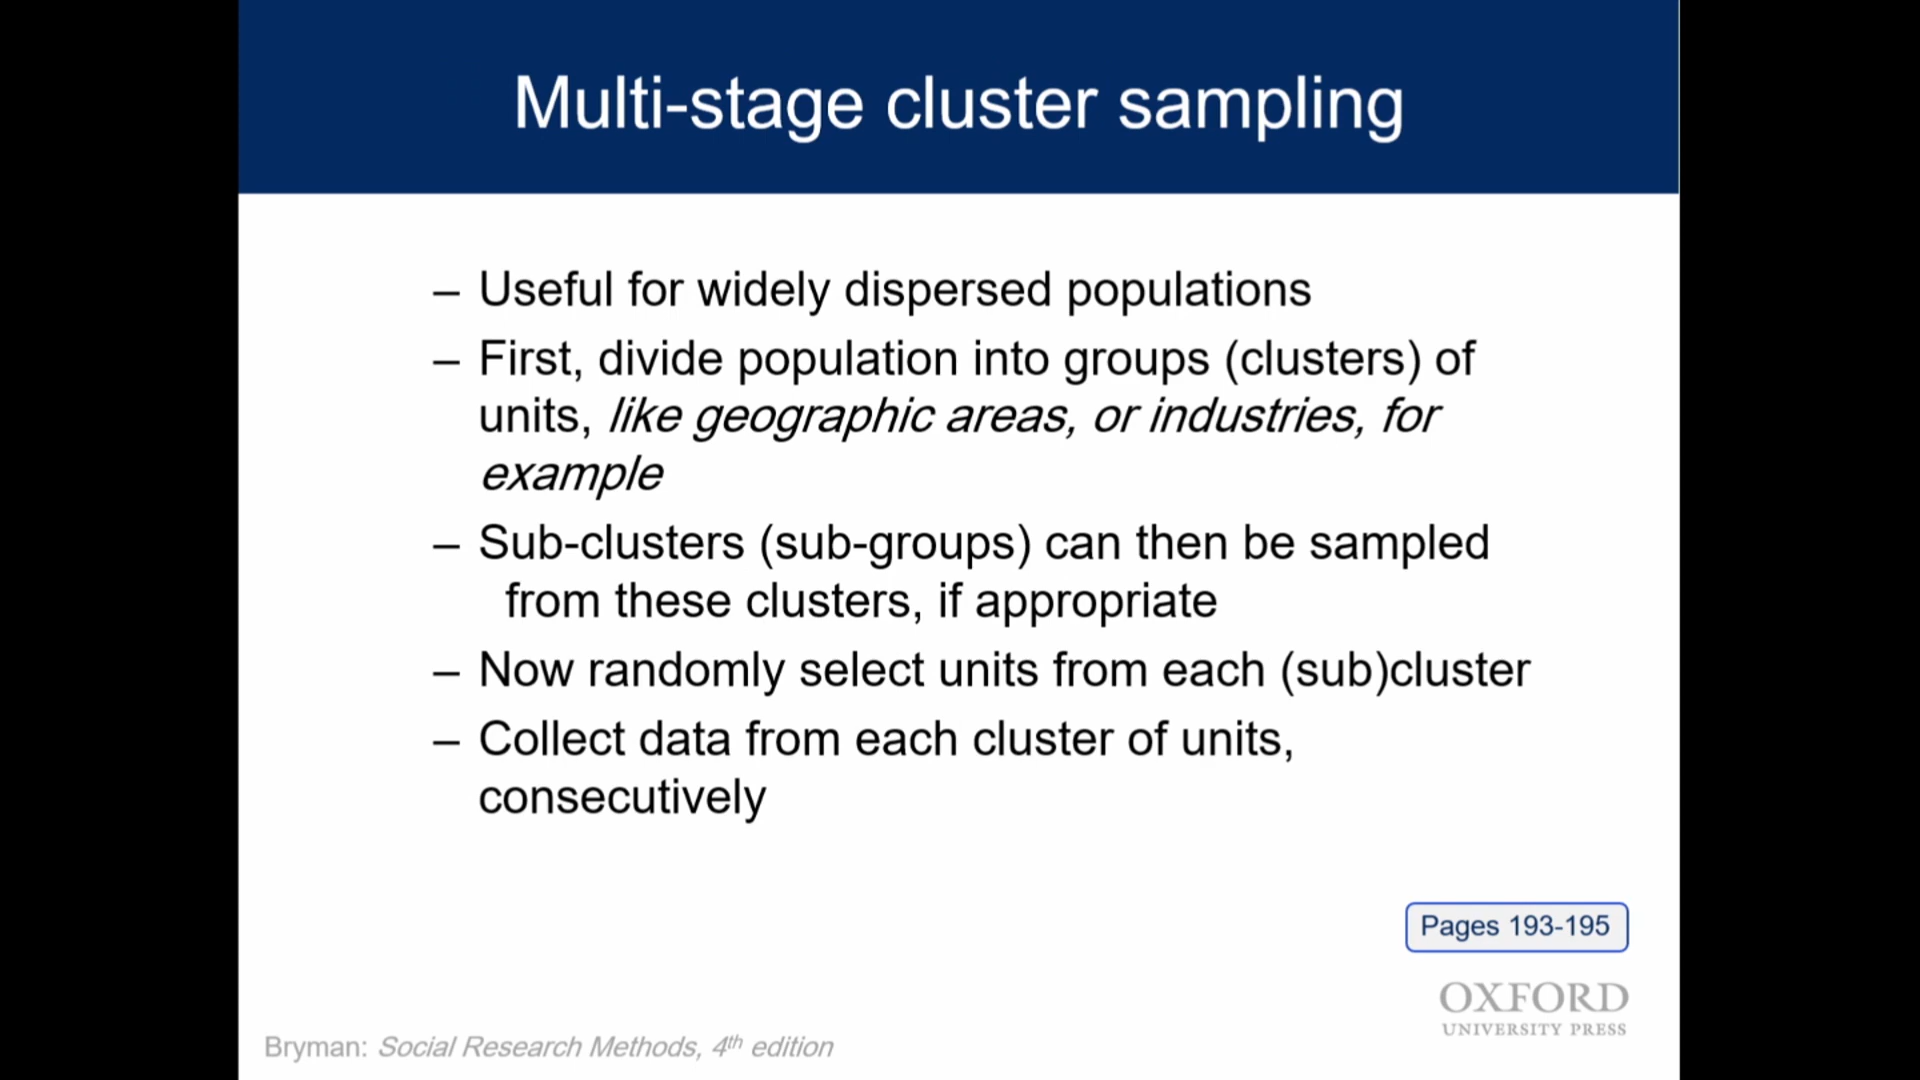 Multi-stage cluster sampling
– Useful for widely dispersed populations
– First, divide population into groups (clusters) of
units, like geographic areas, or industries, for
example
– Sub-clusters (sub-groups) can then be sampled
from these clusters, if appropriate
– Now randomly select units from each (sub)cluster
– Collect data from each cluster of units,
consecutively
Pages 193-195
OXFORD
UNIVERSITY PRESS
Bryman: Social Research Methods, 4th edition